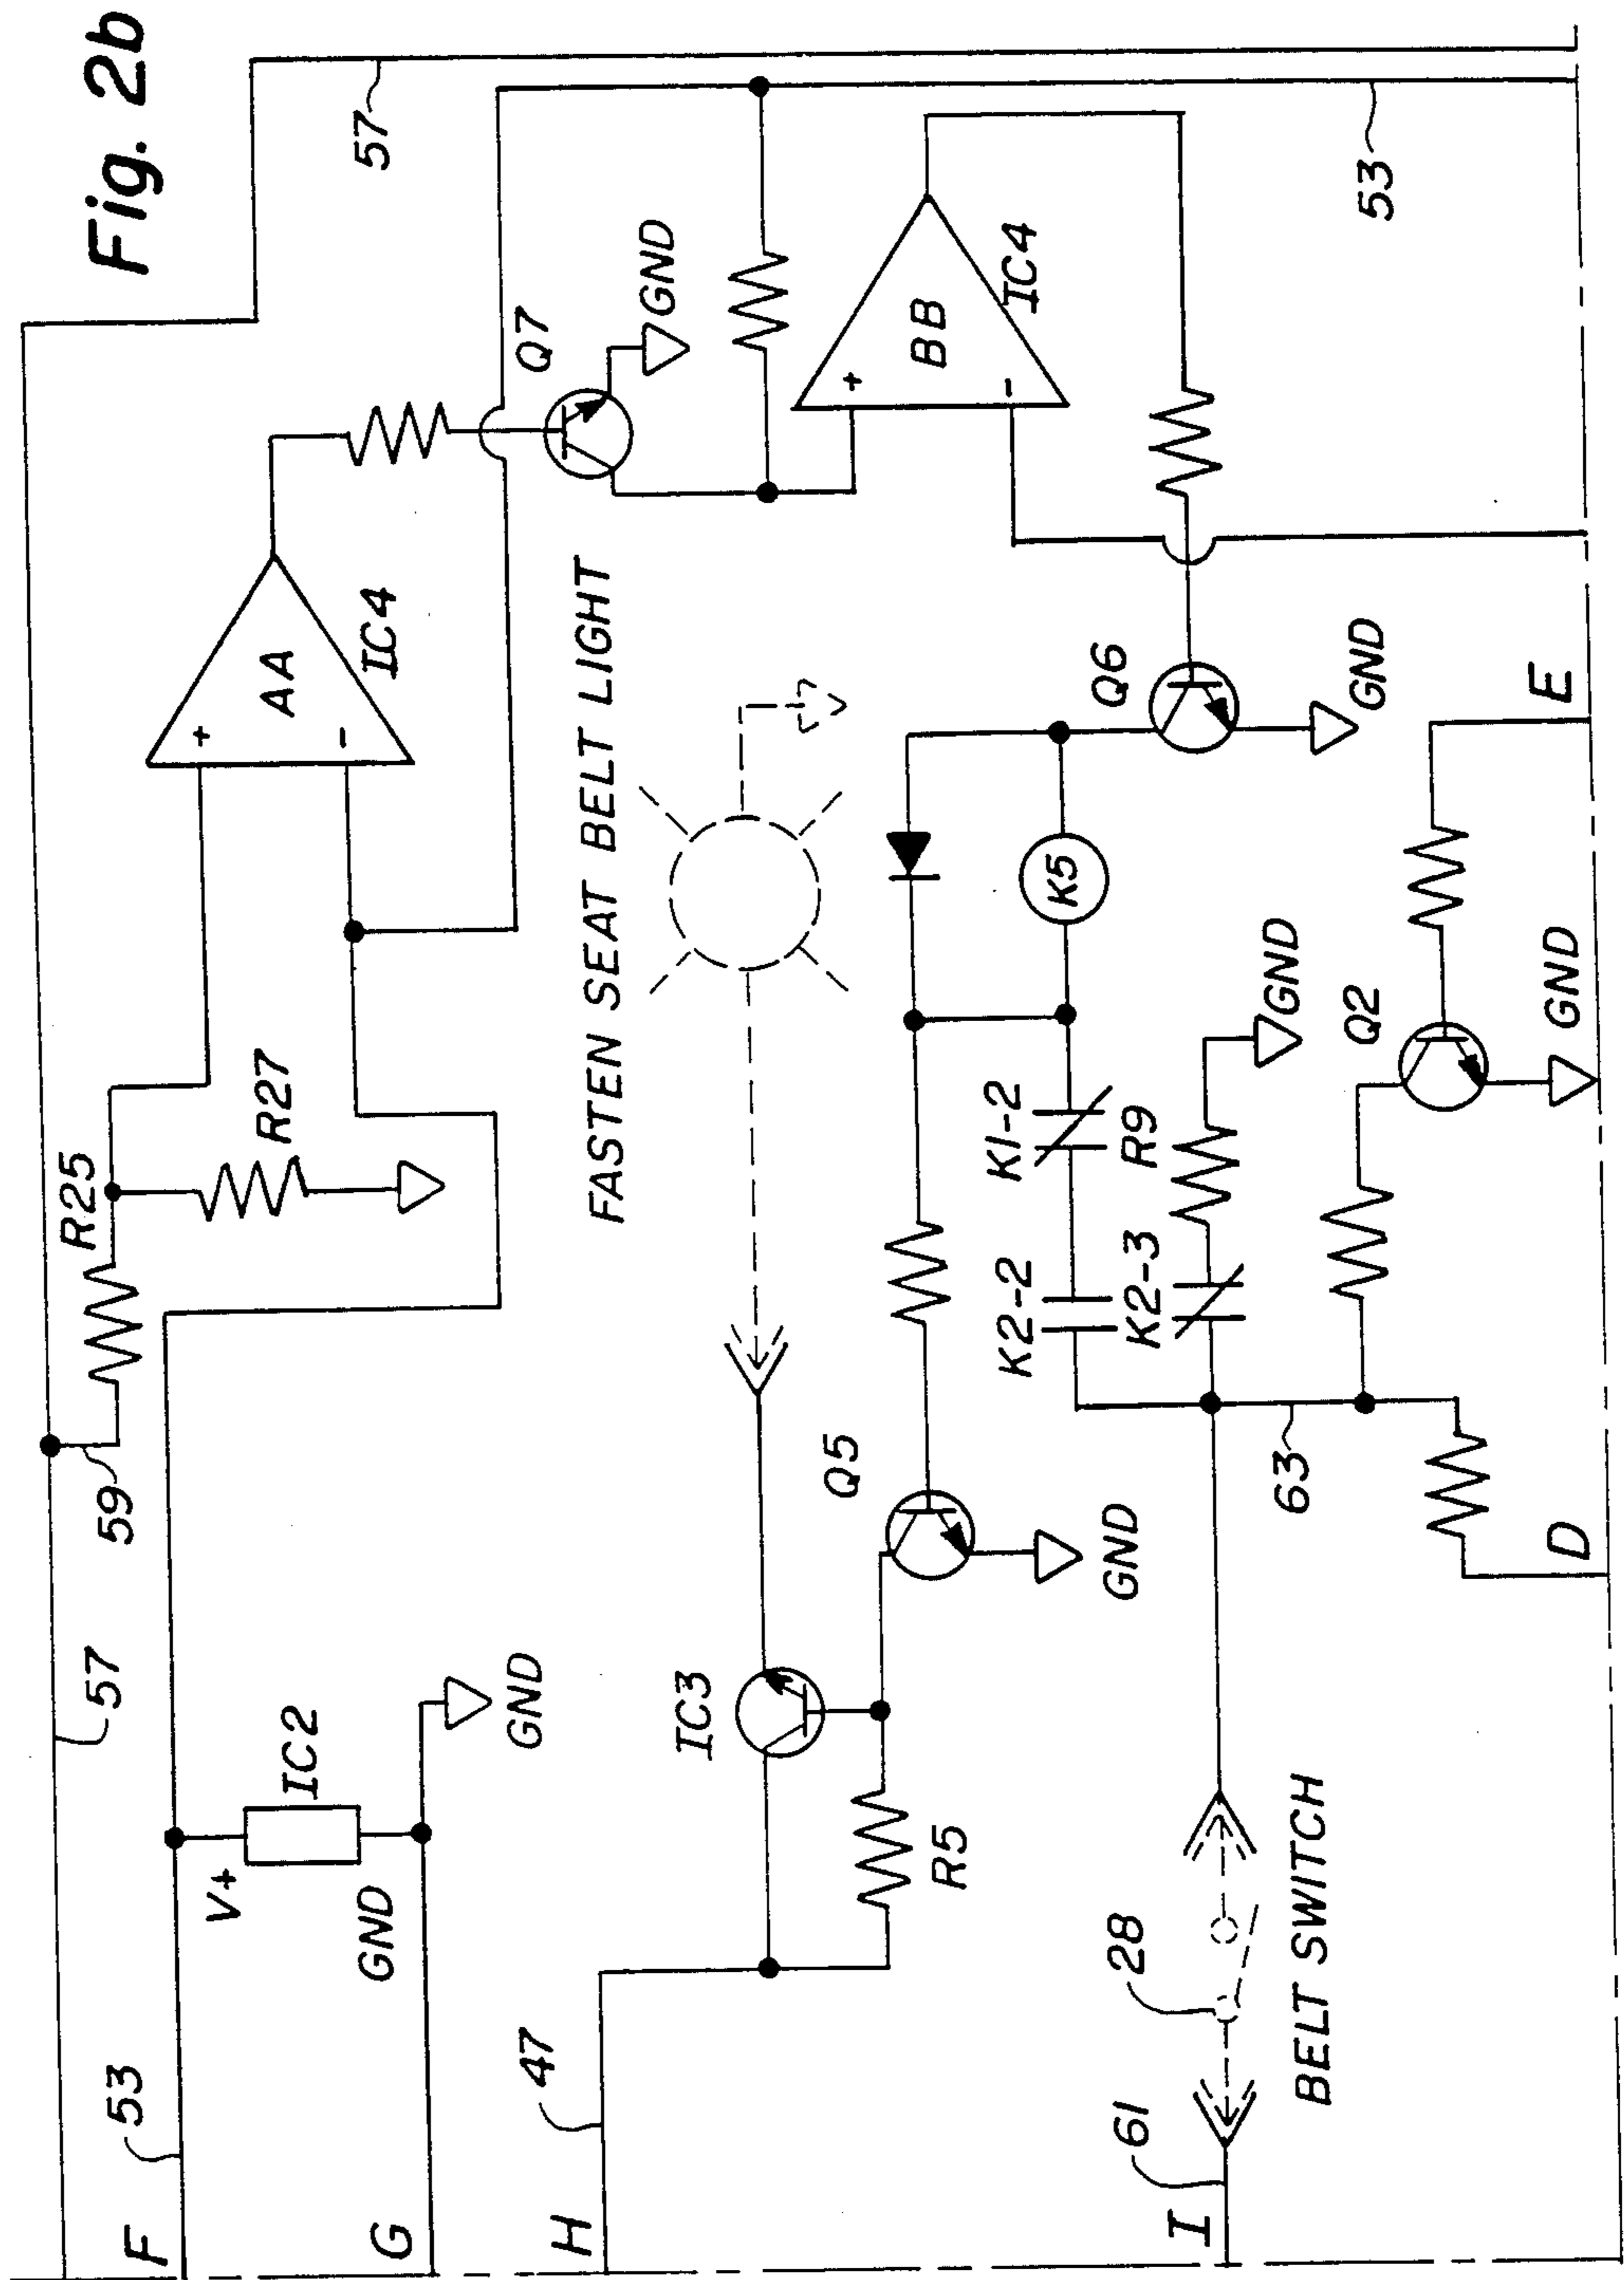 Fig. 2b
57
57
59
R25
R27
+
AA
-
IC4
F
53
V+
IC2
GND
GND
G
Q7
GND
53
+
BB
-
IC4
FASTEN SEAT BELT LIGHT
H
47
IC3
R5
Q5
GND
K5
Q6
GND
K1-2
K2-2
R9
K2-3
GND
I
61
28
BELT SWITCH
63
Q2
GND
D
E